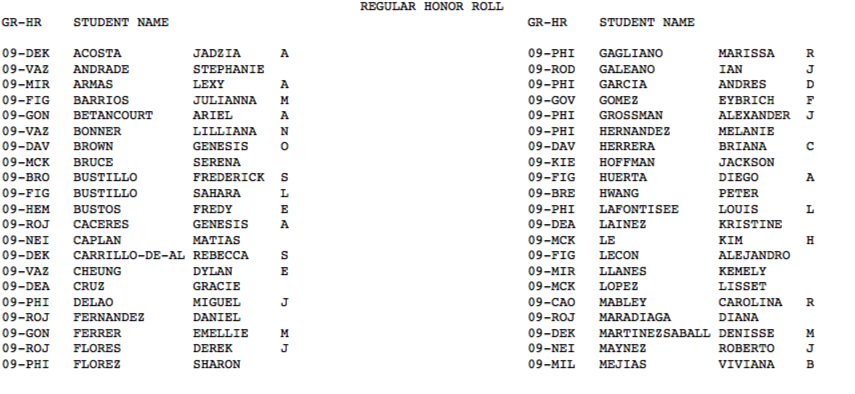 REGULAR HONOR ROLL
GR-HR STUDENT NAME
09-DEK ACOSTA JADZIA A
09-VAZ ANDRADE STEPHANIE
09-MIR ARMAS LEXY A
09-FIG BARRIOS JULIANNA M
09-GON BETANCOURT ARIEL A
09-VAZ BONNER LILLIANA N
09-DAV BROWN GENESIS O
09-MCK BRUCE SERENA
09-BRO BUSTILLO FREDERICK S
09-FIG BUSTILLO SAHARA L
09-HEM BUSTOS FREDY E
09-ROJ CACERES GENESIS A
09-NEI CAPLAN MATIAS
09-DEK CARRILLO-DE-AL REBECCA S
09-VAZ CHEUNG DYLAN E
09-DEA CRUZ GRACIE
09-PHI DELAO MIGUEL J
09-ROJ FERNANDEZ DANIEL
09-GON FERRER EMELLIE M
09-ROJ FLORES DEREK J
09-PHI FLOREZ SHARON
GR-HR STUDENT NAME
09-PHI GAGLIANO MARISSA R
09-ROD GALEANO IAN J
09-PHI GARCIA ANDRES D
09-GOV GOMEZ EYBRICH F
09-PHI GROSSMAN ALEXANDER J
09-PHI HERNANDEZ MELANIE
09-DAV HERRERA BRIANA C
09-KIE HOFFMAN JACKSON
09-FIG HUERTA DIEGO A
09-BRE HWANG PETER
09-PHI LAFONTISEE LOUIS L
09-DEA LAINEZ KRISTINE
09-MCK LE KIM H
09-FIG LECON ALEJANDRO
09-MIR LLANES KEMELY
09-MCK LOPEZ LISSET
09-CAO MABLEY CAROLINA R
09-ROJ MARADIAGA DIANA
09-DEK MARTINEZSABALL DENISSE M
09-NEI MAYNEZ ROBERTO J
09-MIL MEJIAS VIVIANA B